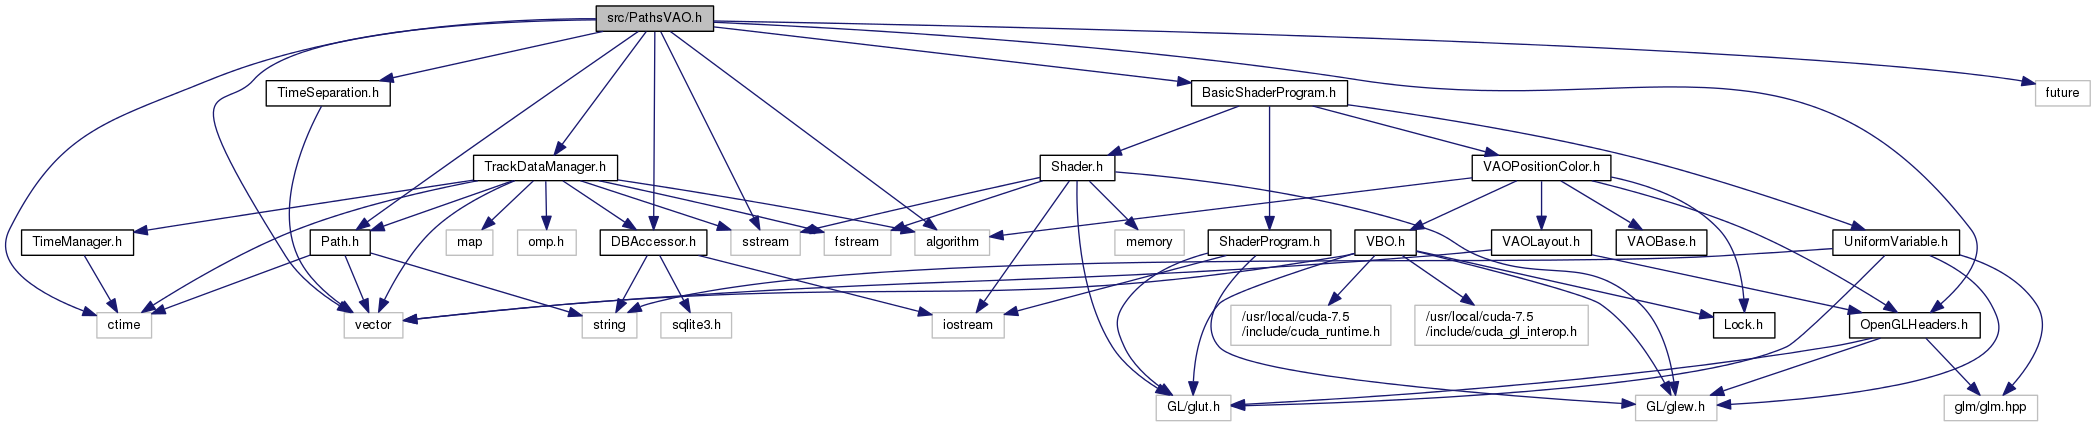 src/PathsVAO.h
TimeSeparation.h
BasicShaderProgram.h
future
TrackDataManager.h
Shader.h
VAOPositionColor.h
TimeManager.h
Path.h
map
omp.h
DBAccessor.h
sstream
fstream
algorithm
memory
ShaderProgram.h
VBO.h
VAOLayout.h
VAOBase.h
UniformVariable.h
ctime
vector
string
sqlite3.h
iostream
/usr/local/cuda-7.5
/include/cuda_runtime.h
/usr/local/cuda-7.5
/include/cuda_gl_interop.h
Lock.h
OpenGLHeaders.h
GL/glut.h
GL/glew.h
glm/glm.hpp